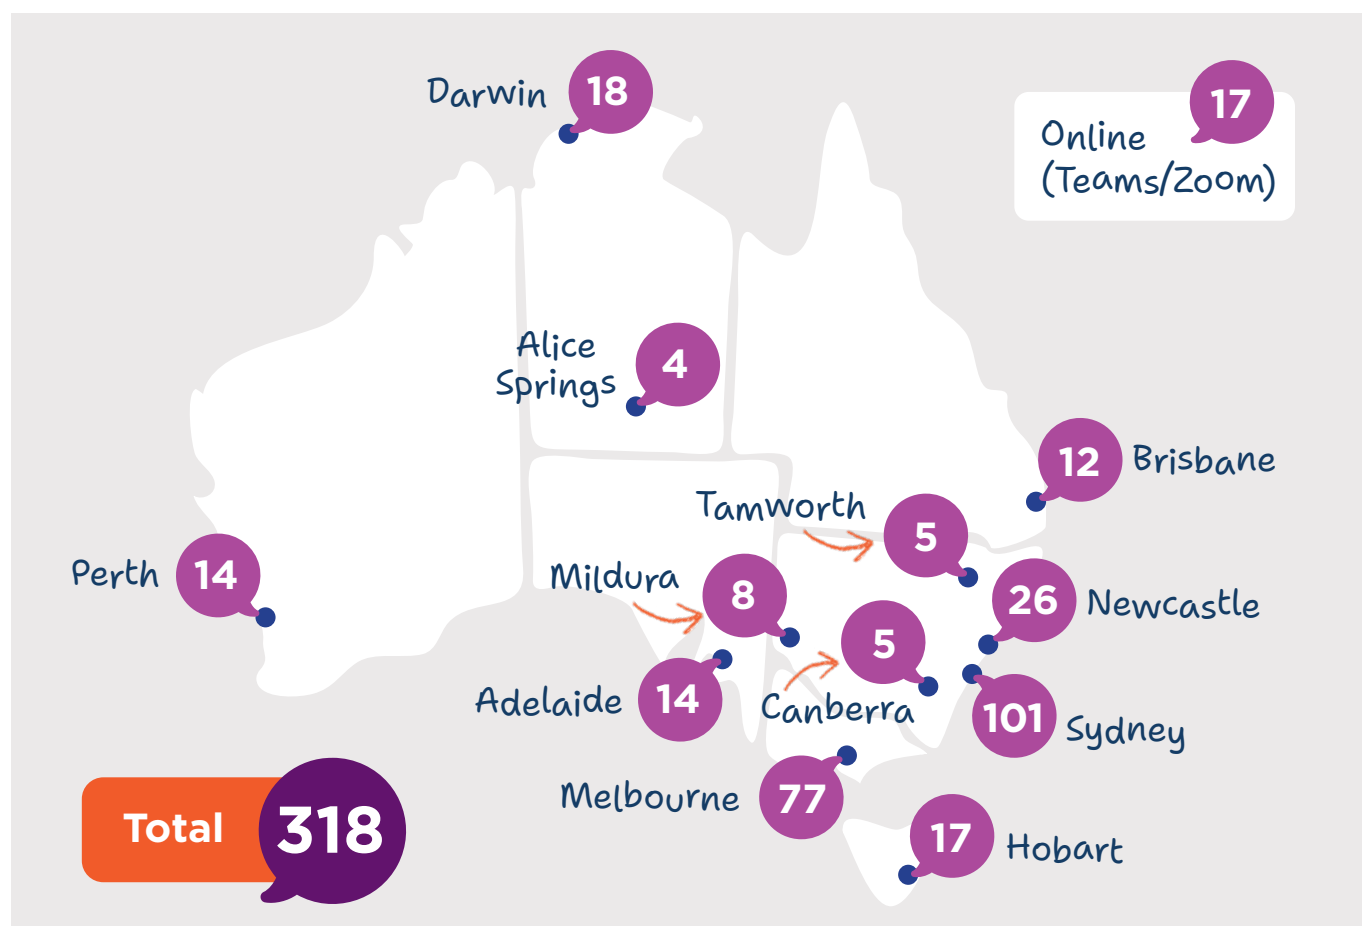 Darwin
18
17
Online
(Teams/Zoom)
Alice
Springs
4
12
Brisbane
Tamworth
5
Perth
14
Mildura
8
26
Newcastle
5
Adelaide
14
Canberra
101
Sydney
Melbourne
77
Total
318
17
Hobart